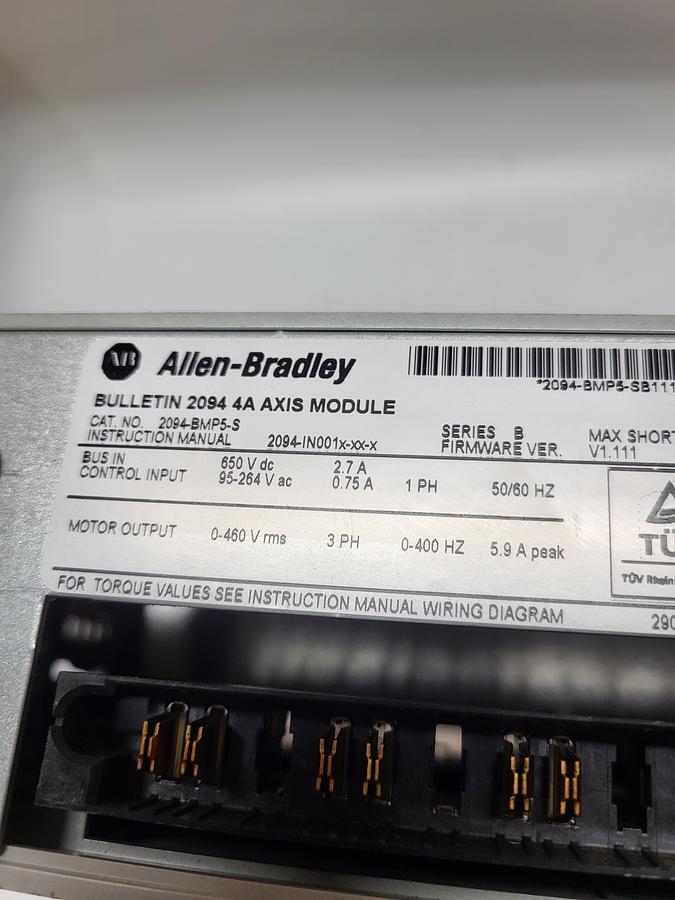 AB Allen-Bradley
*2094-BMP5-SB111
BULLETIN 2094 4A AXIS MODULE
CAT. NO. 2094-BMP5-S
INSTRUCTION MANUAL 2094-IN001x-xx-x
SERIES B MAX SHORT
FIRMWARE VER. V1.111
BUS IN 650 V dc 2.7 A
CONTROL INPUT 95-264 V ac 0.75 A 1 PH 50/60 HZ
MOTOR OUTPUT 0-460 V rms 3 PH 0-400 HZ 5.9 A peak
TÜ
TÜV Rhein
FOR TORQUE VALUES SEE INSTRUCTION MANUAL WIRING DIAGRAM
290